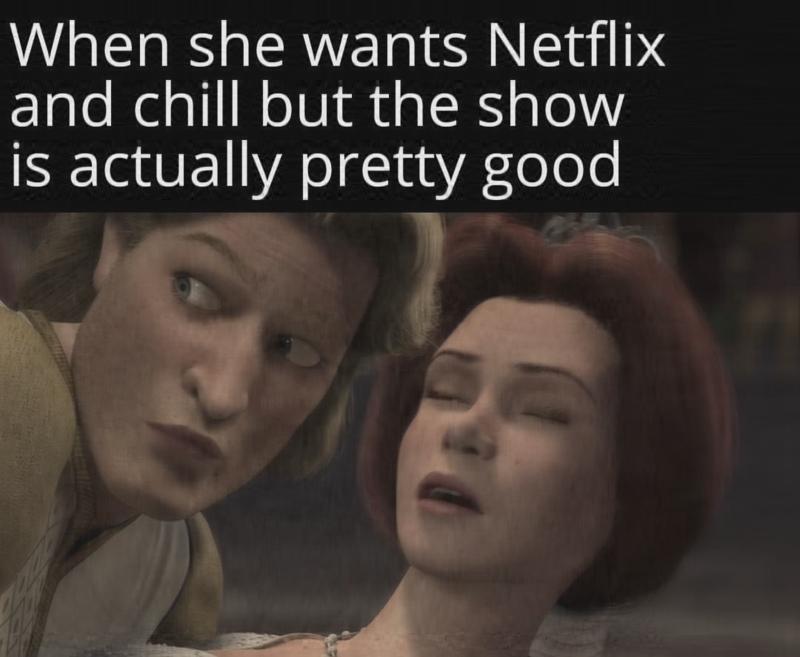 When she wants Netflix
and chill but the show
is actually pretty good